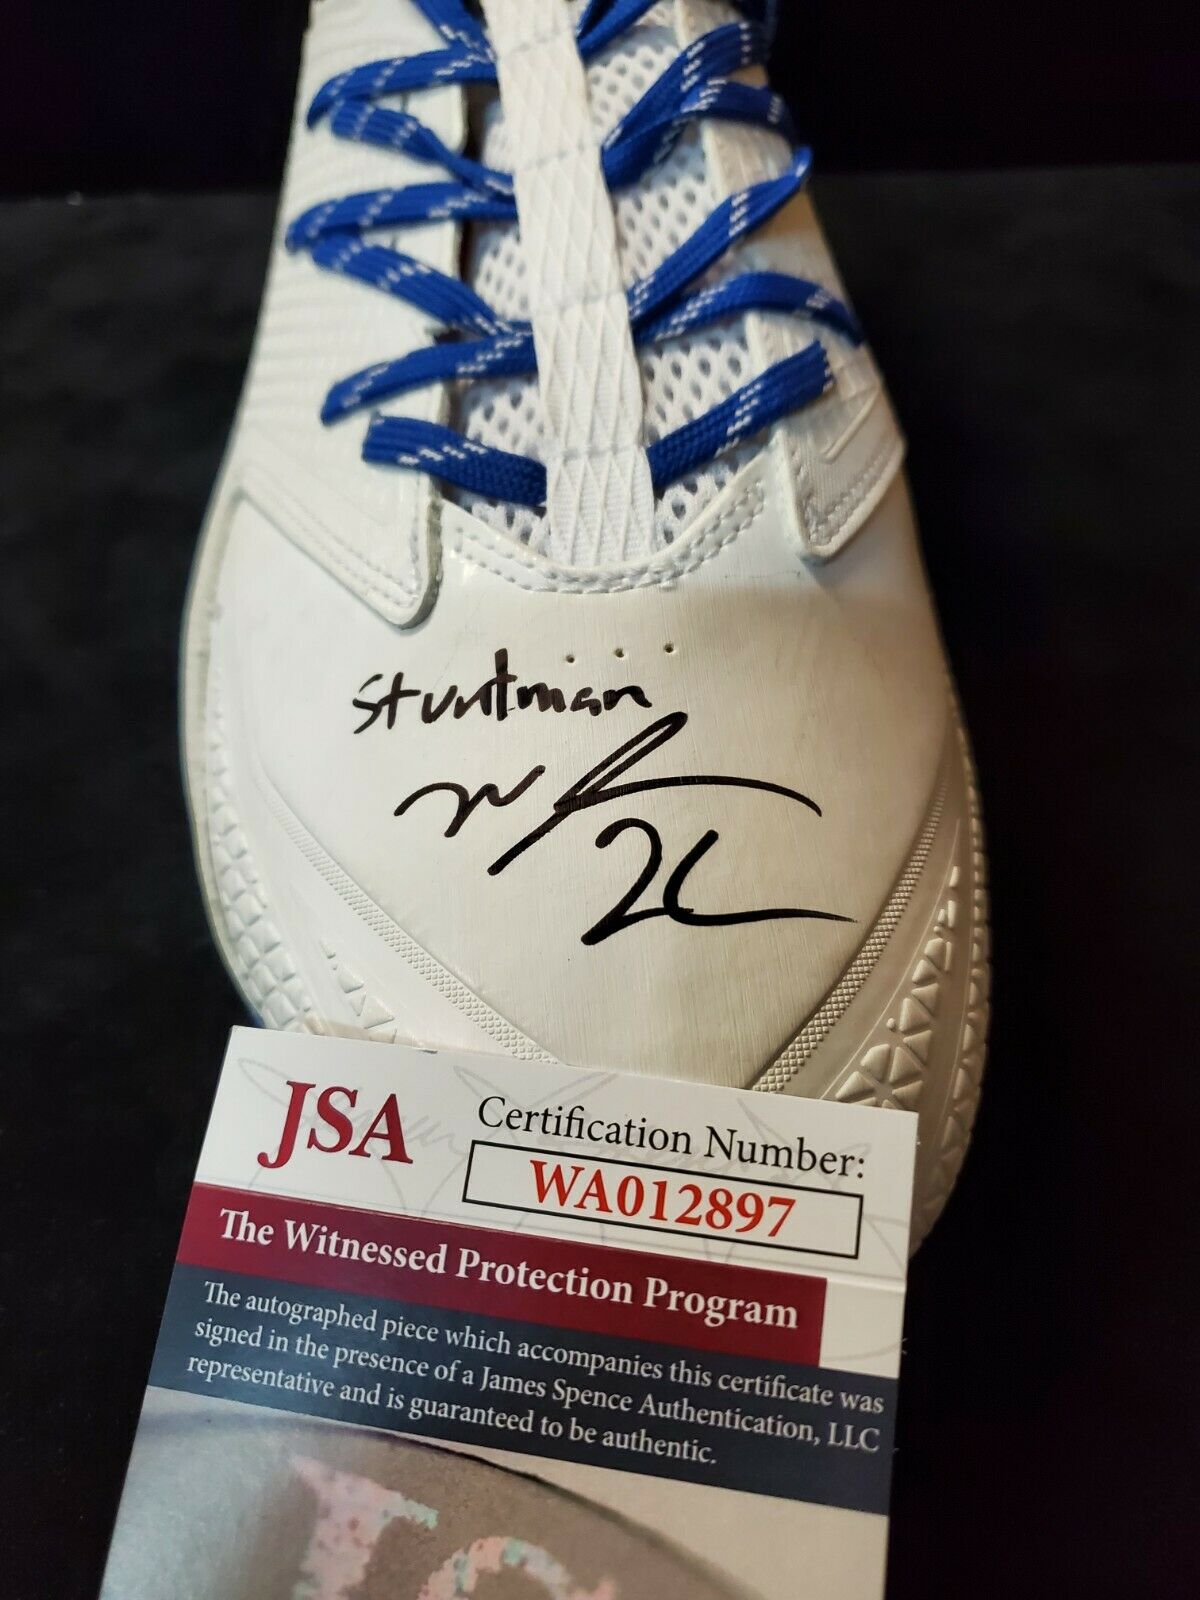 Stuntman
26
JSA
Certification Number:
WA012897
The Witnessed Protection Program
The autographed piece which accompanies this certificate was
signed in the presence of a James Spence Authentication, LLC
representative and is guaranteed to be authentic.